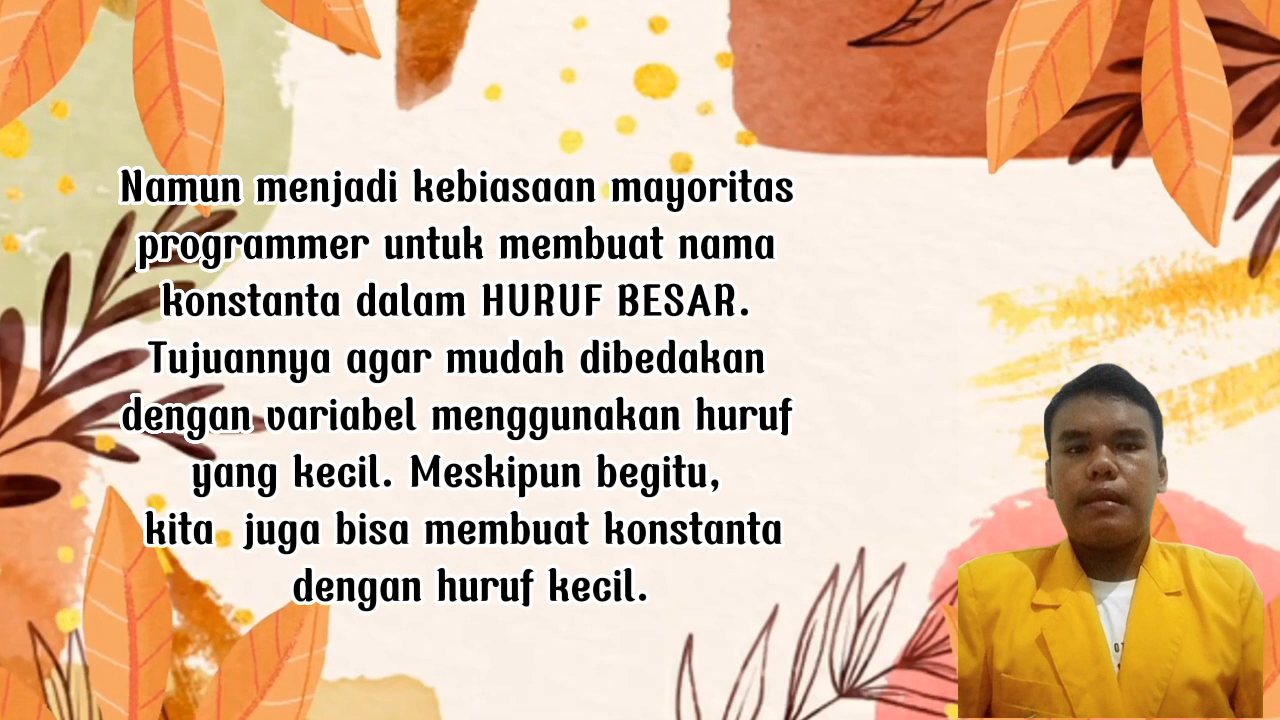 Namun menjadi kebiasaan mayoritas
programmer untuk membuat nama
konstanta dalam HURUF BESAR.
Tujuannya agar mudah dibedakan
dengan variabel menggunakan huruf
yang kecil. Meskipun begitu,
kita  juga bisa membuat konstanta
dengan huruf kecil.